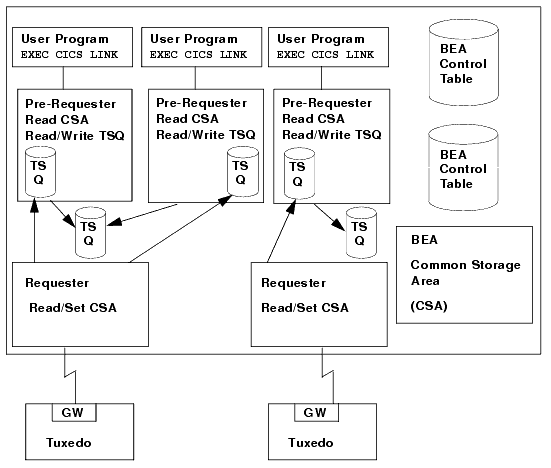 User Program
EXEC CICS LINK
User Program
EXEC CICS LINK
User Program
EXEC CICS LINK
BEA
Control
Table
Pre-Requester
Read CSA
Read/Write TSQ
TS
Q
Pre-Requester
Read CSA
Read/Write TSQ
TS
Q
Pre-Requester
Read CSA
Read/Write TSQ
TS
Q
BEA
Control
Table
TS
Q
TS
Q
BEA
Common Storage
Area
(CSA)
Requester
Read/Set CSA
Requester
Read/Set CSA
GW
Tuxedo
GW
Tuxedo